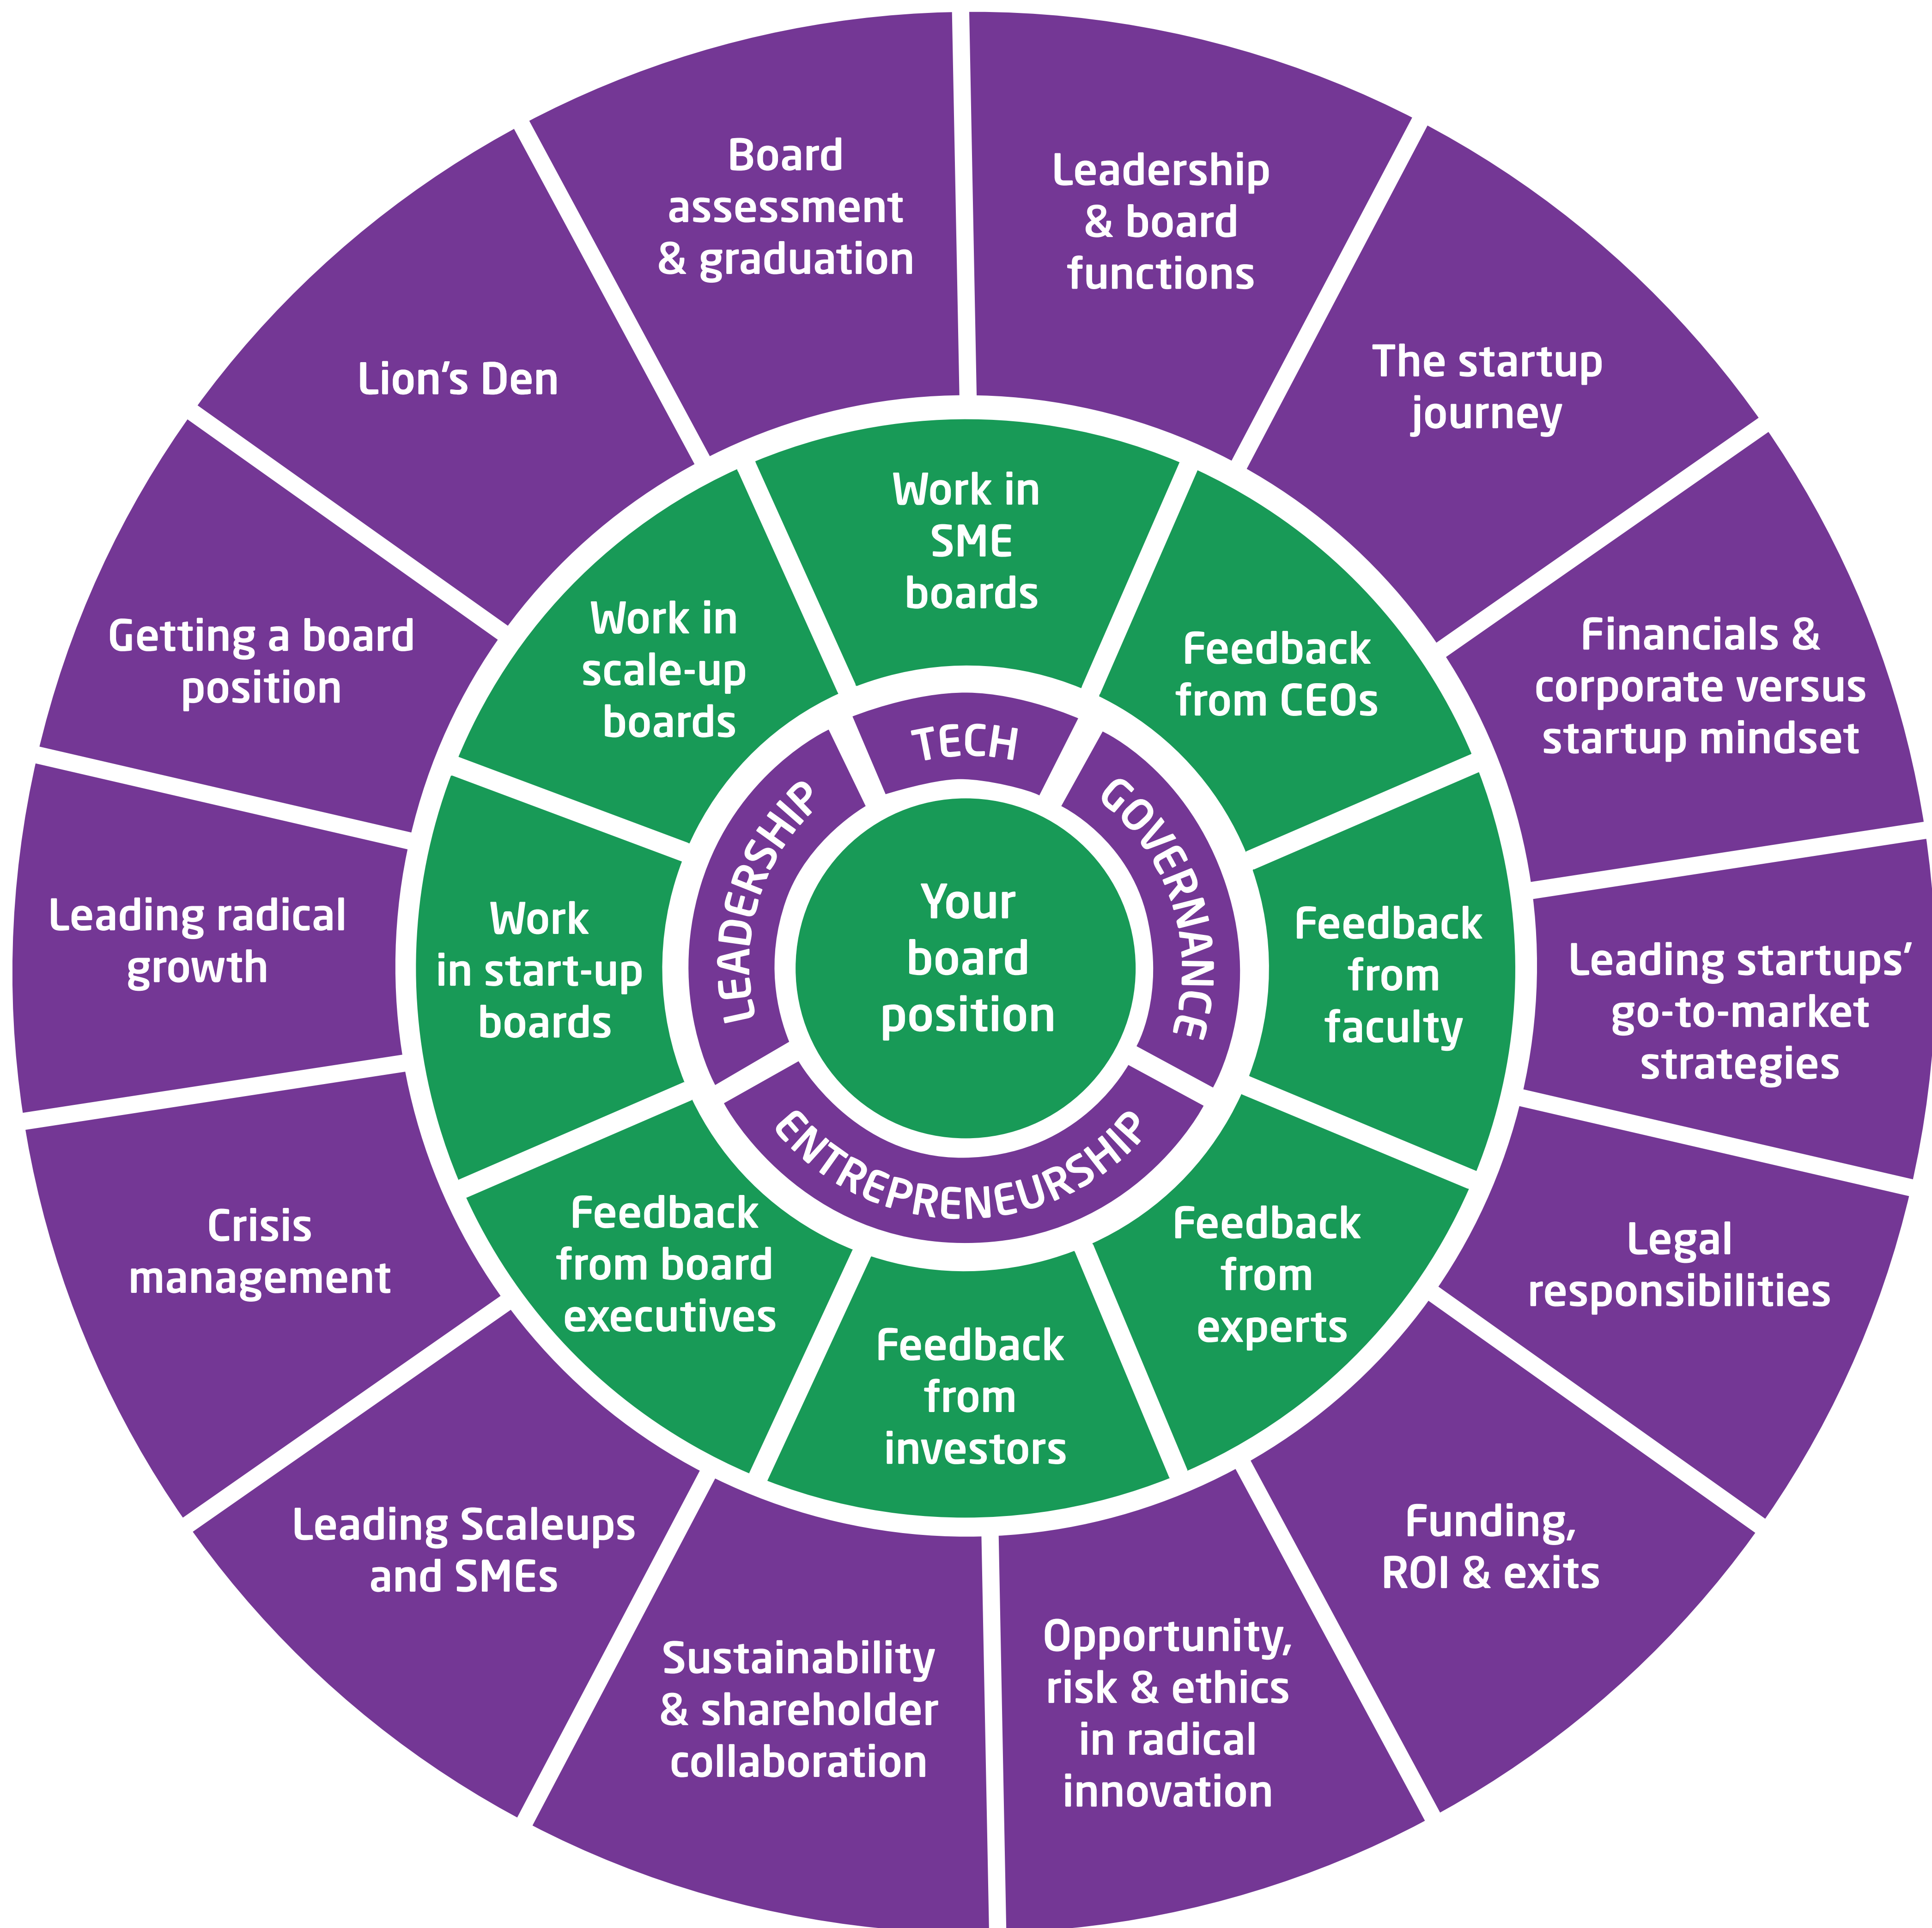 Board
assessment
& graduation
Leadership
& board
functions
The startup
journey
Financials &
corporate versus
startup mindset
Leading startups’
go-to-market
strategies
Legal
responsibilities
Funding,
ROI & exits
Opportunity,
risk & ethics
in radical
innovation
Sustainability
& shareholder
collaboration
Leading Scaleups
and SMEs
Crisis
management
Leading radical
growth
Getting a board
position
Lion’s Den
Work in
SME
boards
Feedback
from CEOs
Feedback
from
faculty
Feedback
from
experts
Feedback
from
investors
Feedback
from board
executives
Work
in start-up
boards
Work in
scale-up
boards
TECH
GOVERNANCE
ENTREPRENEURSHIP
LEADERSHIP
Your
board
position